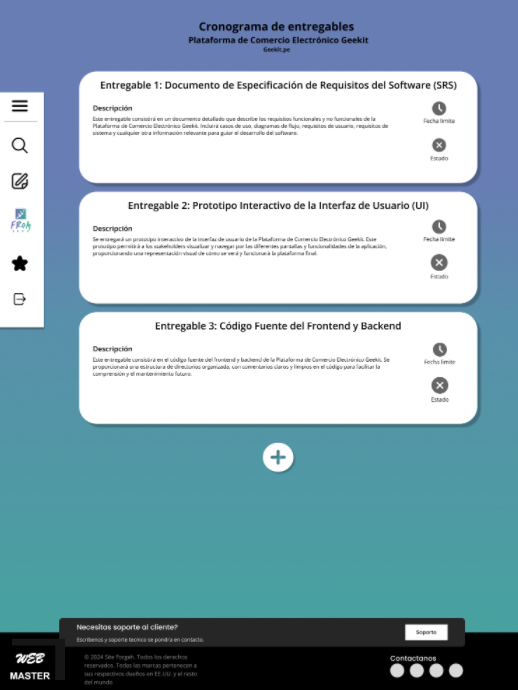 Cronograma de entregables
Plataforma de Comercio Electrónico Geekit
Geekit.pe
Entregable 1: Documento de Especificación de Requisitos del Software (SRS)
Descripción
Este entregable consistirá en un documento detallado que describe los requisitos funcionales y no funcionales de la
Plataforma de Comercio Electrónico Geekit. Incluirá casos de uso, diagramas de flujo, requisitos de usuario, requisitos de
sistema y cualquier otra información relevante para guiar el desarrollo del software.
Fecha limite
Estado
Entregable 2: Prototipo Interactivo de la Interfaz de Usuario (UI)
Descripción
Se entregará un prototipo interactivo de la interfaz de usuario de la Plataforma de Comercio Electrónico Geekit. Este
prototipo permitirá a los stakeholders visualizar y navegar por las diferentes pantallas y funcionalidades de la aplicación,
proporcionando una representación visual de cómo se verá y funcionará la plataforma final.
Fecha limite
Estado
FROM
Entregable 3: Código Fuente del Frontend y Backend
Descripción
Este entregable consistirá en el código fuente del frontend y backend de la Plataforma de Comercio Electrónico Geekit. Se
proporcionará una estructura de directorios organizada, con comentarios claros y limpios en el código para facilitar la
comprensión y el mantenimiento futuro.
Fecha limite
Estado
Necesitas soporte al cliente?
Escribenos y soporte tecnico se pondra en contacto.
Soporte
WEB
MASTER
© 2024 Site Forgeh. Todos los derechos
reservados. Todas las marcas pertenecen a
sus respectivos dueños en EE.UU. y el resto
del mundo
Contactanos